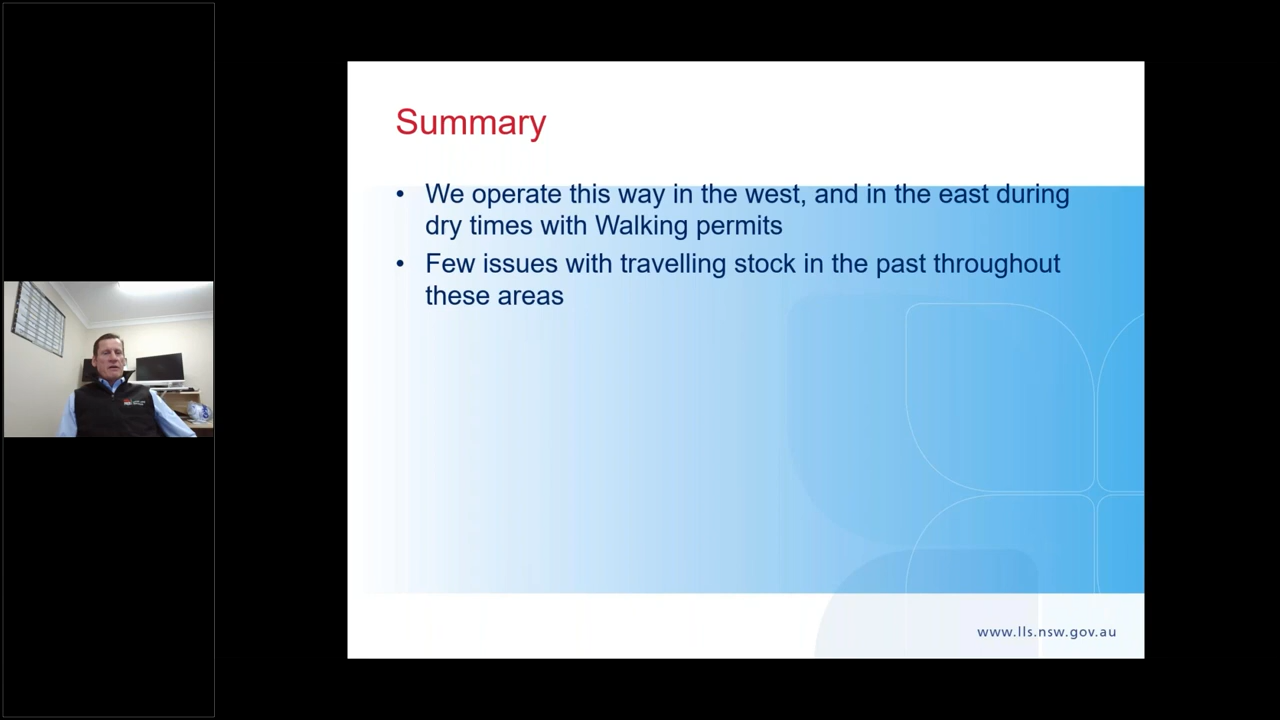 Summary
• We operate this way in the west, and in the east during
dry times with Walking permits
• Few issues with travelling stock in the past throughout
these areas
www.lls.nsw.gov.au